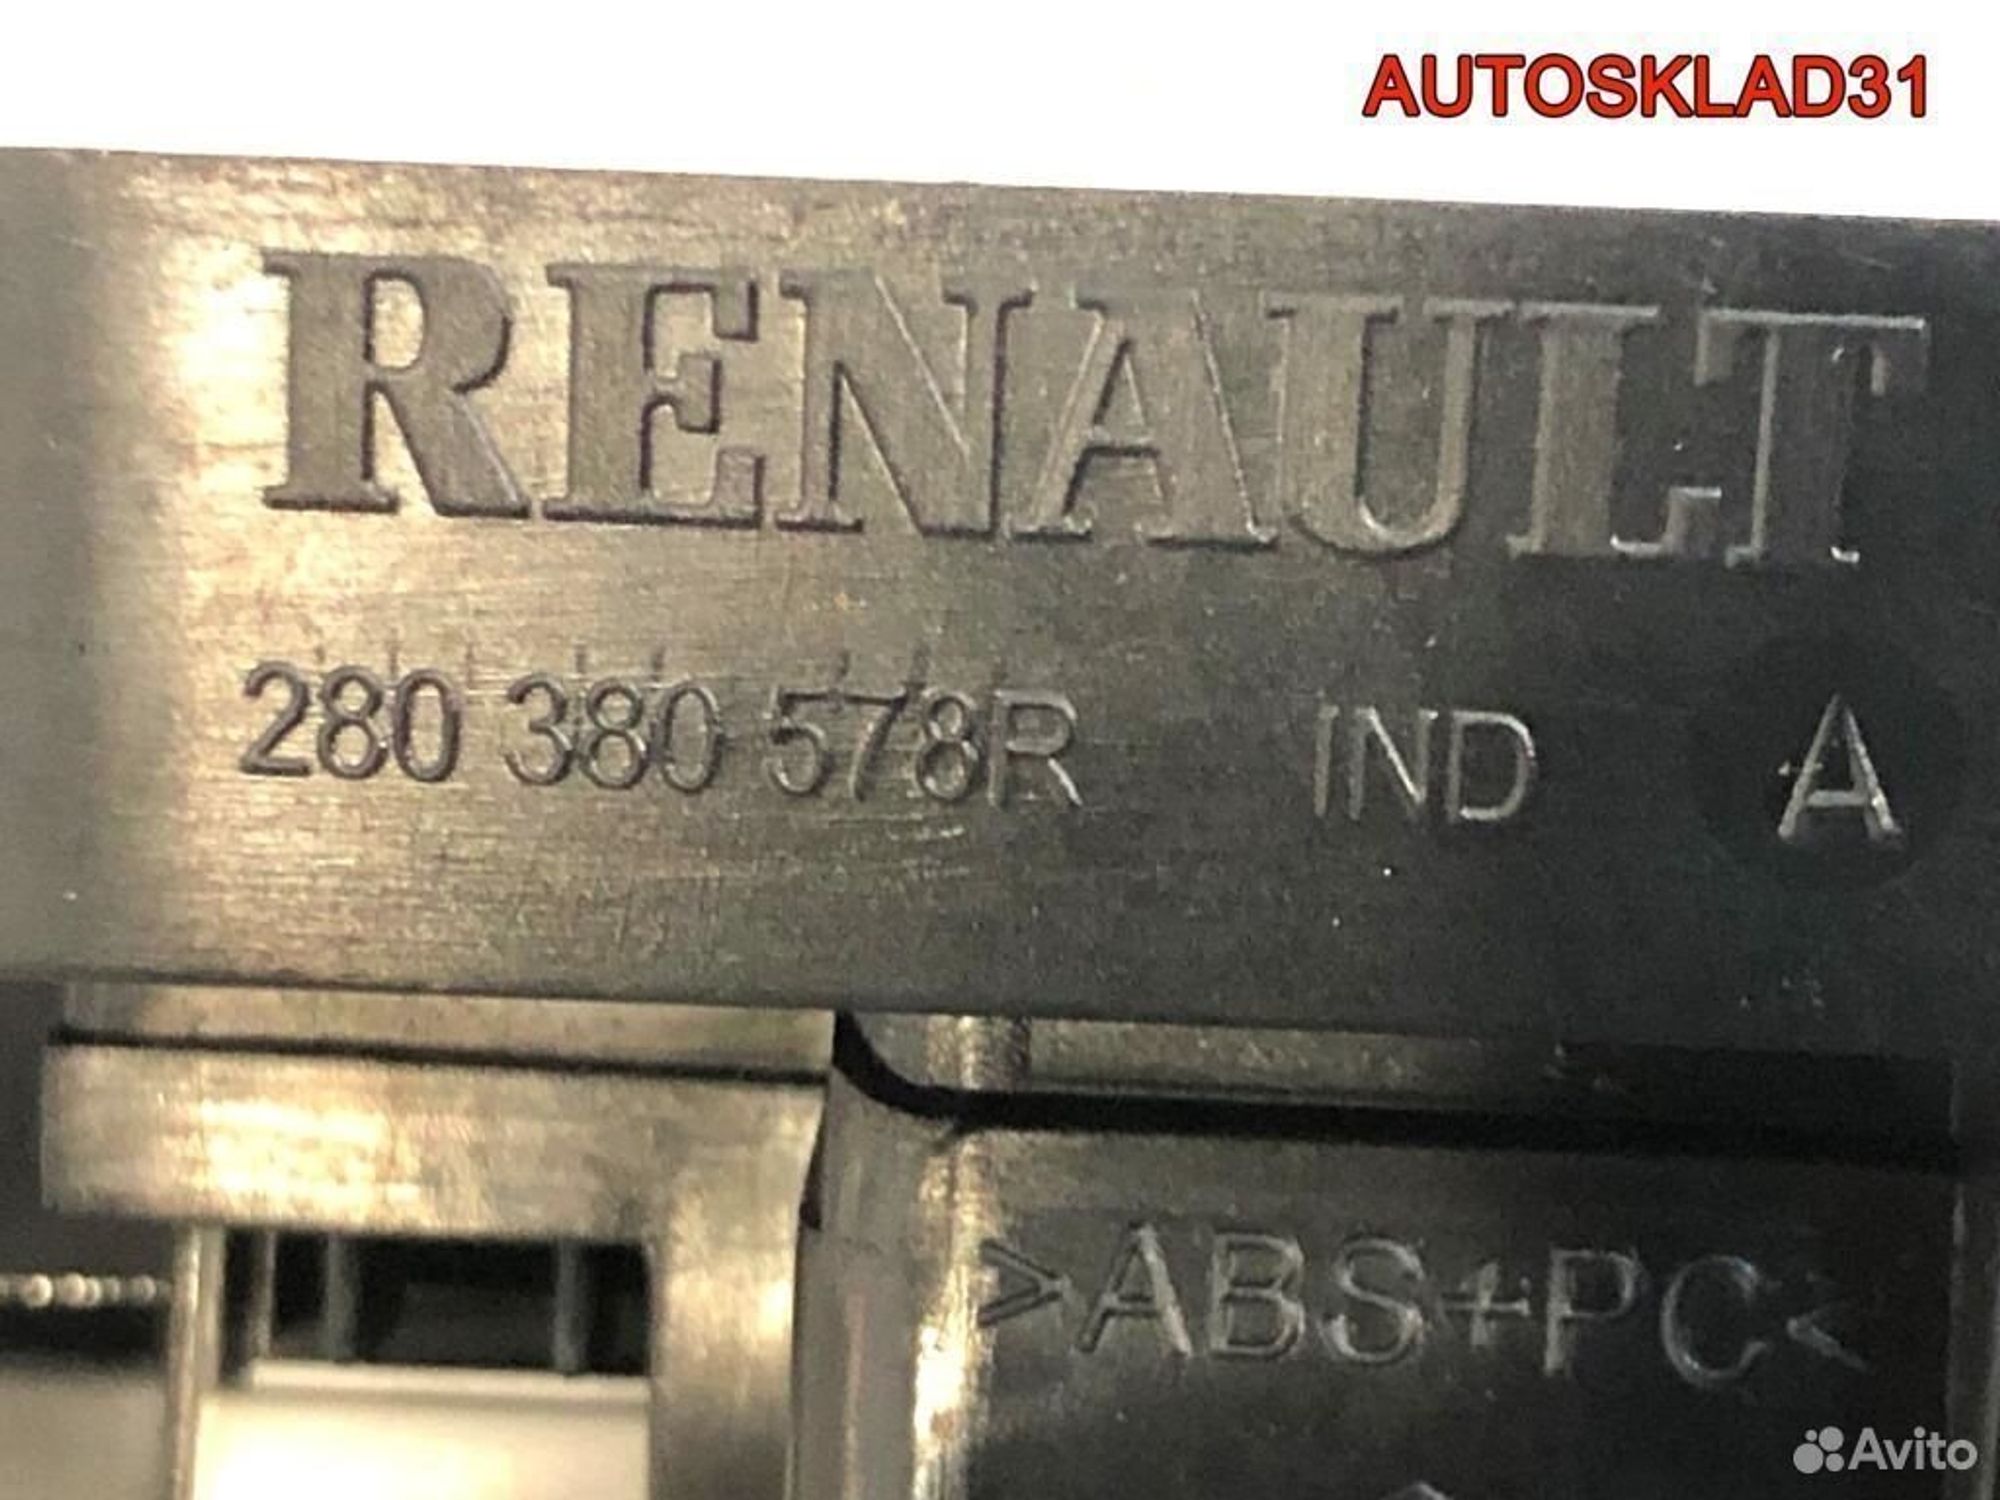 AUTOSKLAD31
RENAULT
280 380 578R IND A
>ABS+PC<
Avito